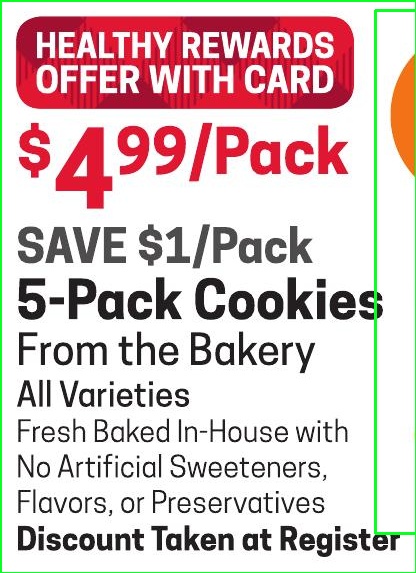 HEALTHY REWARDS
OFFER WITH CARD
$4.99/Pack
SAVE $1/Pack
5-Pack Cookies
From the Bakery
All Varieties
Fresh Baked In-House with
No Artificial Sweeteners,
Flavors, or Preservatives
Discount Taken at Register